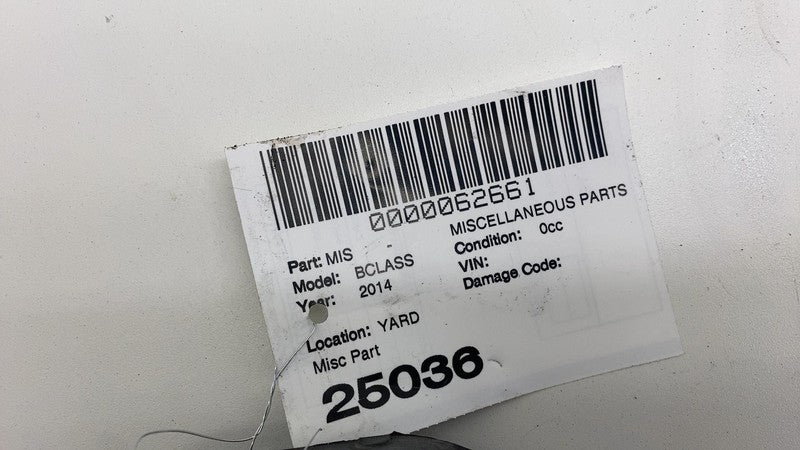 0000062661
Part: MIS - - MISCELLANEOUS PARTS
Model: BCLASS Condition: 0cc
Year: 2014 VIN:
Damage Code:
Location: YARD
Misc Part
25036